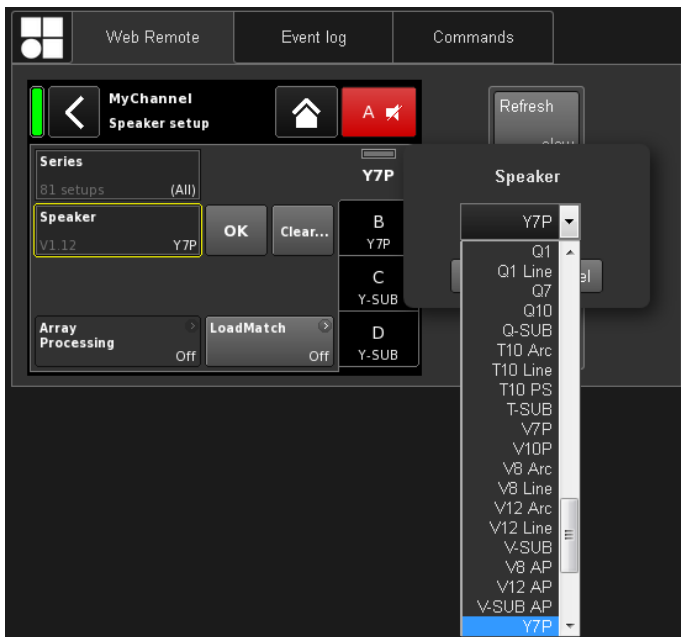 Web Remote
Event log
Commands
MyChannel
Speaker setup
A
Refresh
Series
81 setups (All)
Y7P
Speaker
V1.12 Y7P
OK
Clear...
B
Y7P
C
Y-SUB
Array
Processing
Off
LoadMatch
Off
D
Y-SUB
Speaker
Y7P
Q1
Q1 Line
Q7
Q10
Q-SUB
T10 Arc
T10 Line
T10 PS
T-SUB
V7P
V10P
V8 Arc
V8 Line
V12 Arc
V12 Line
V-SUB
V8 AP
V12 AP
V-SUB AP
Y7P